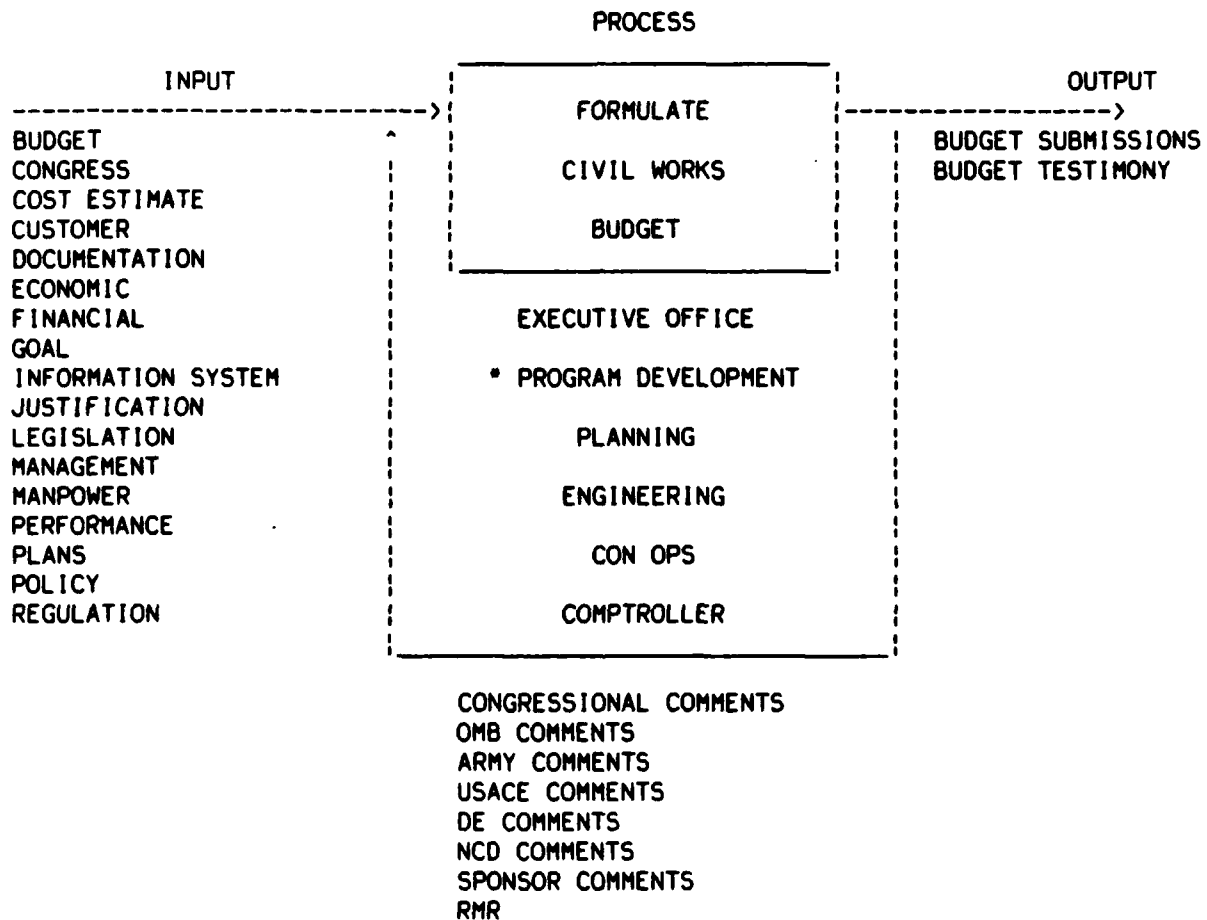 PROCESS
INPUT
OUTPUT
FORMULATE
CIVIL WORKS
BUDGET
BUDGET
CONGRESS
COST ESTIMATE
CUSTOMER
DOCUMENTATION
ECONOMIC
FINANCIAL
GOAL
INFORMATION SYSTEM
JUSTIFICATION
LEGISLATION
MANAGEMENT
MANPOWER
PERFORMANCE
PLANS
POLICY
REGULATION
EXECUTIVE OFFICE
* PROGRAM DEVELOPMENT
PLANNING
ENGINEERING
CON OPS
COMPTROLLER
BUDGET SUBMISSIONS
BUDGET TESTIMONY
CONGRESSIONAL COMMENTS
OMB COMMENTS
ARMY COMMENTS
USACE COMMENTS
DE COMMENTS
NCD COMMENTS
SPONSOR COMMENTS
RMR